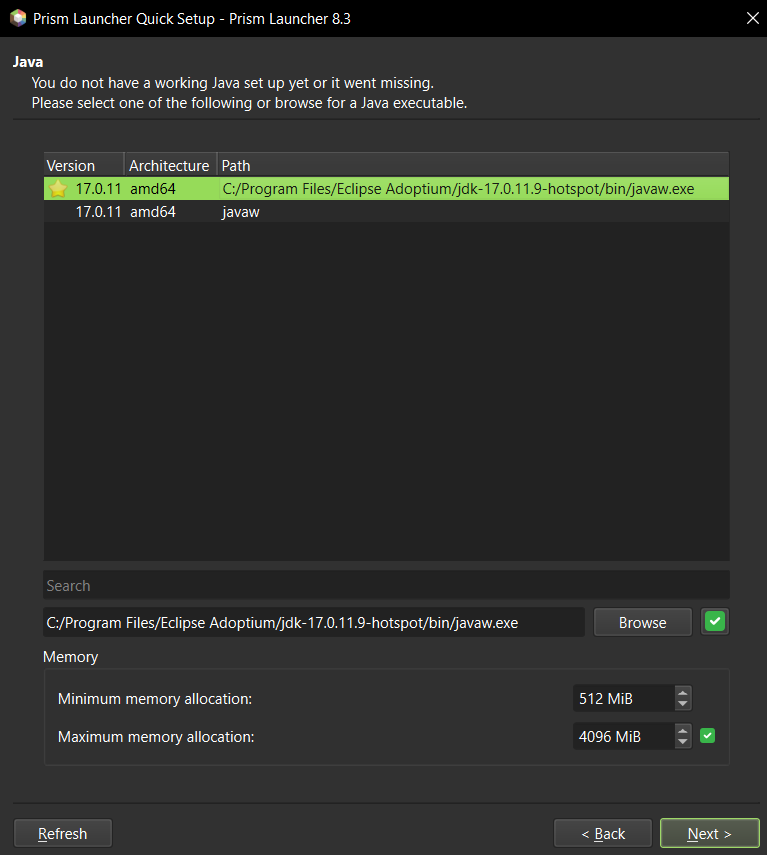 Prism Launcher Quick Setup - Prism Launcher 8.3
Java
You do not have a working Java set up yet or it went missing.
Please select one of the following or browse for a Java executable.
Version Architecture Path
17.0.11 amd64 C:/Program Files/Eclipse Adoptium/jdk-17.0.11.9-hotspot/bin/javaw.exe
17.0.11 amd64 javaw
Search
C:/Program Files/Eclipse Adoptium/jdk-17.0.11.9-hotspot/bin/javaw.exe Browse
Memory
Minimum memory allocation: 512 MiB
Maximum memory allocation: 4096 MiB
Refresh < Back Next >